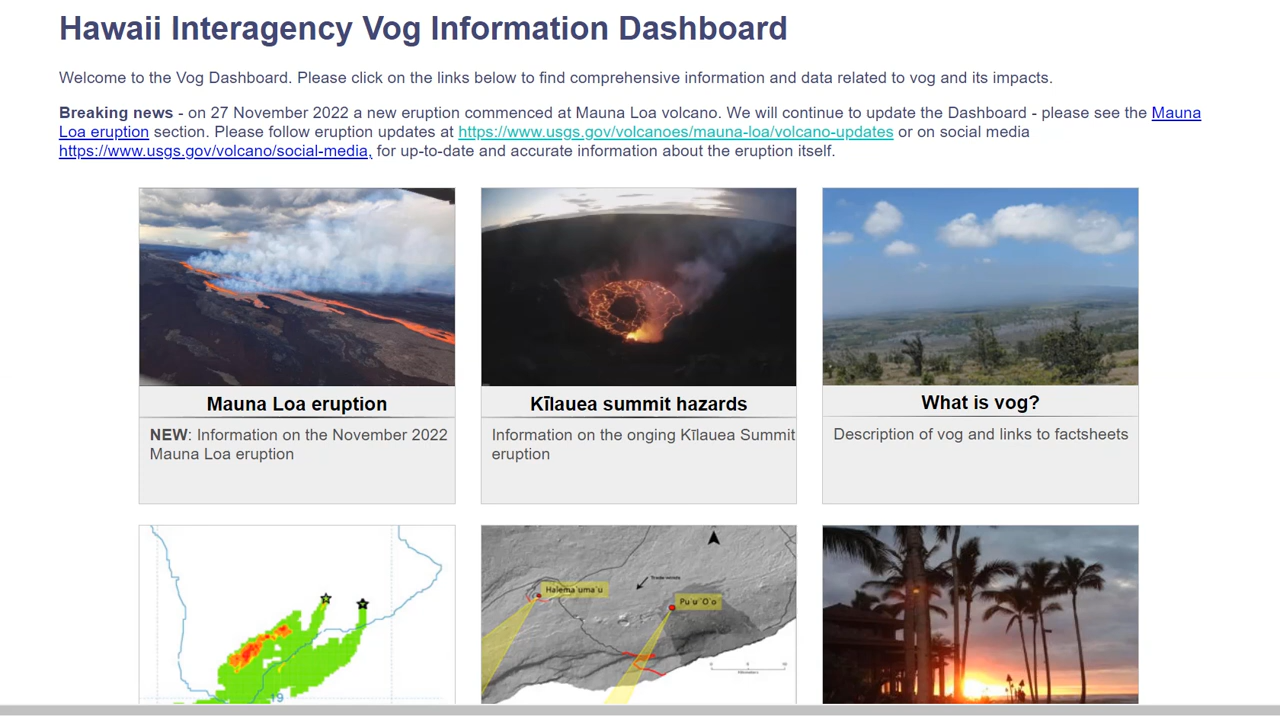 Hawaii Interagency Vog Information Dashboard
Welcome to the Vog Dashboard. Please click on the links below to find comprehensive information and data related to vog and its impacts.
Breaking news - on 27 November 2022 a new eruption commenced at Mauna Loa volcano. We will continue to update the Dashboard - please see the Mauna
Loa eruption section. Please follow eruption updates at https://www.usgs.gov/volcanoes/mauna-loa/volcano-updates or on social media
https://www.usgs.gov/volcano/social-media, for up-to-date and accurate information about the eruption itself.
Mauna Loa eruption
NEW: Information on the November 2022
Mauna Loa eruption
Kīlauea summit hazards
Information on the onging Kīlauea Summit
eruption
What is vog?
Description of vog and links to factsheets
19
Halema`uma`u
Trade winds
Pu`u`O`o